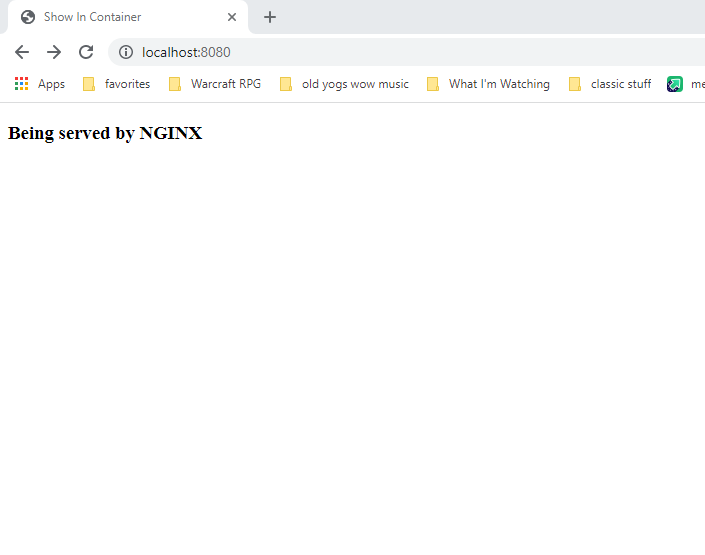 Show In Container
localhost:8080
Apps favorites Warcraft RPG old yogs wow music What I'm Watching classic stuff me
Being served by NGINX